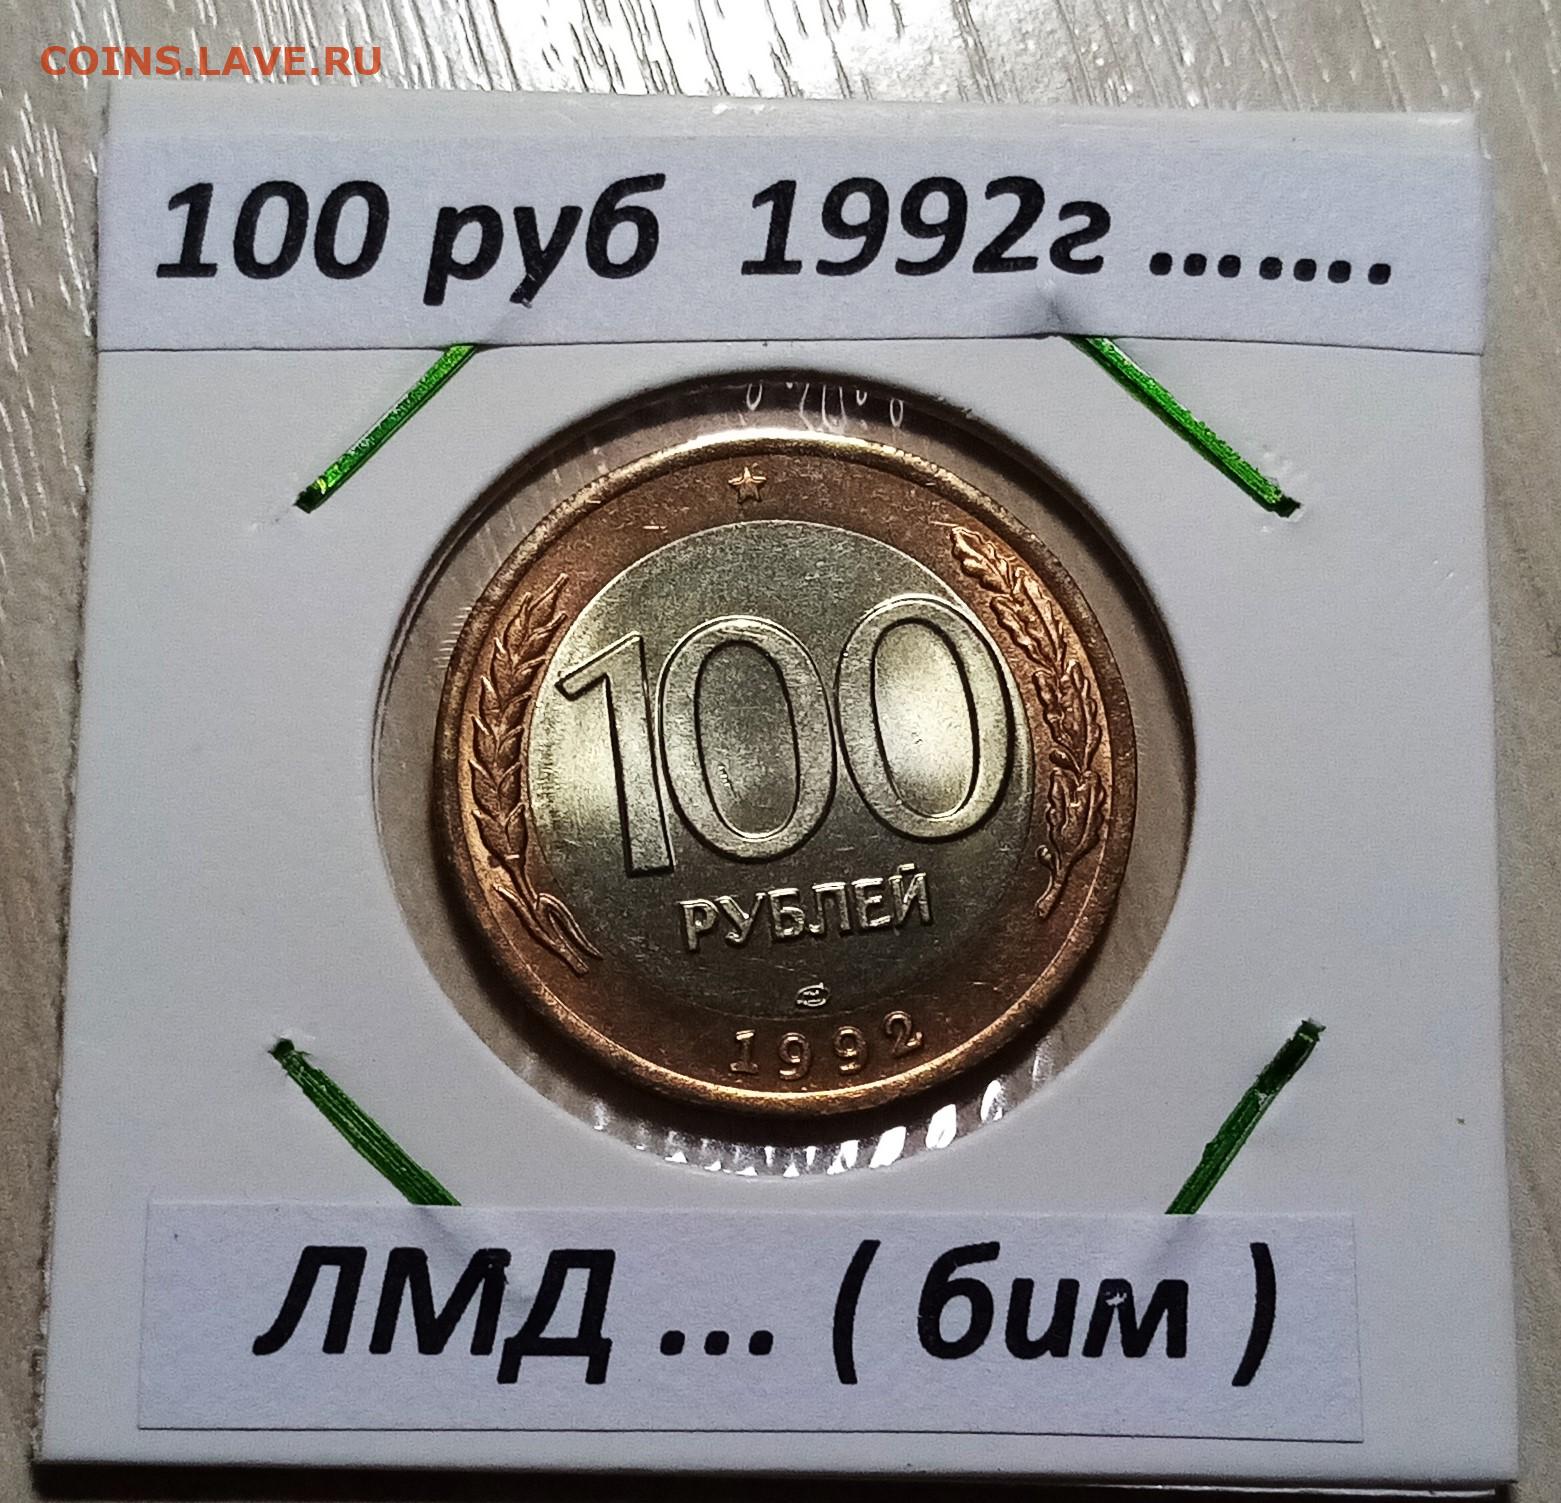 COINS.LAVE.RU
100 руб 1992г .......
100
РУБЛЕЙ
1992
ЛМД ... ( бим )